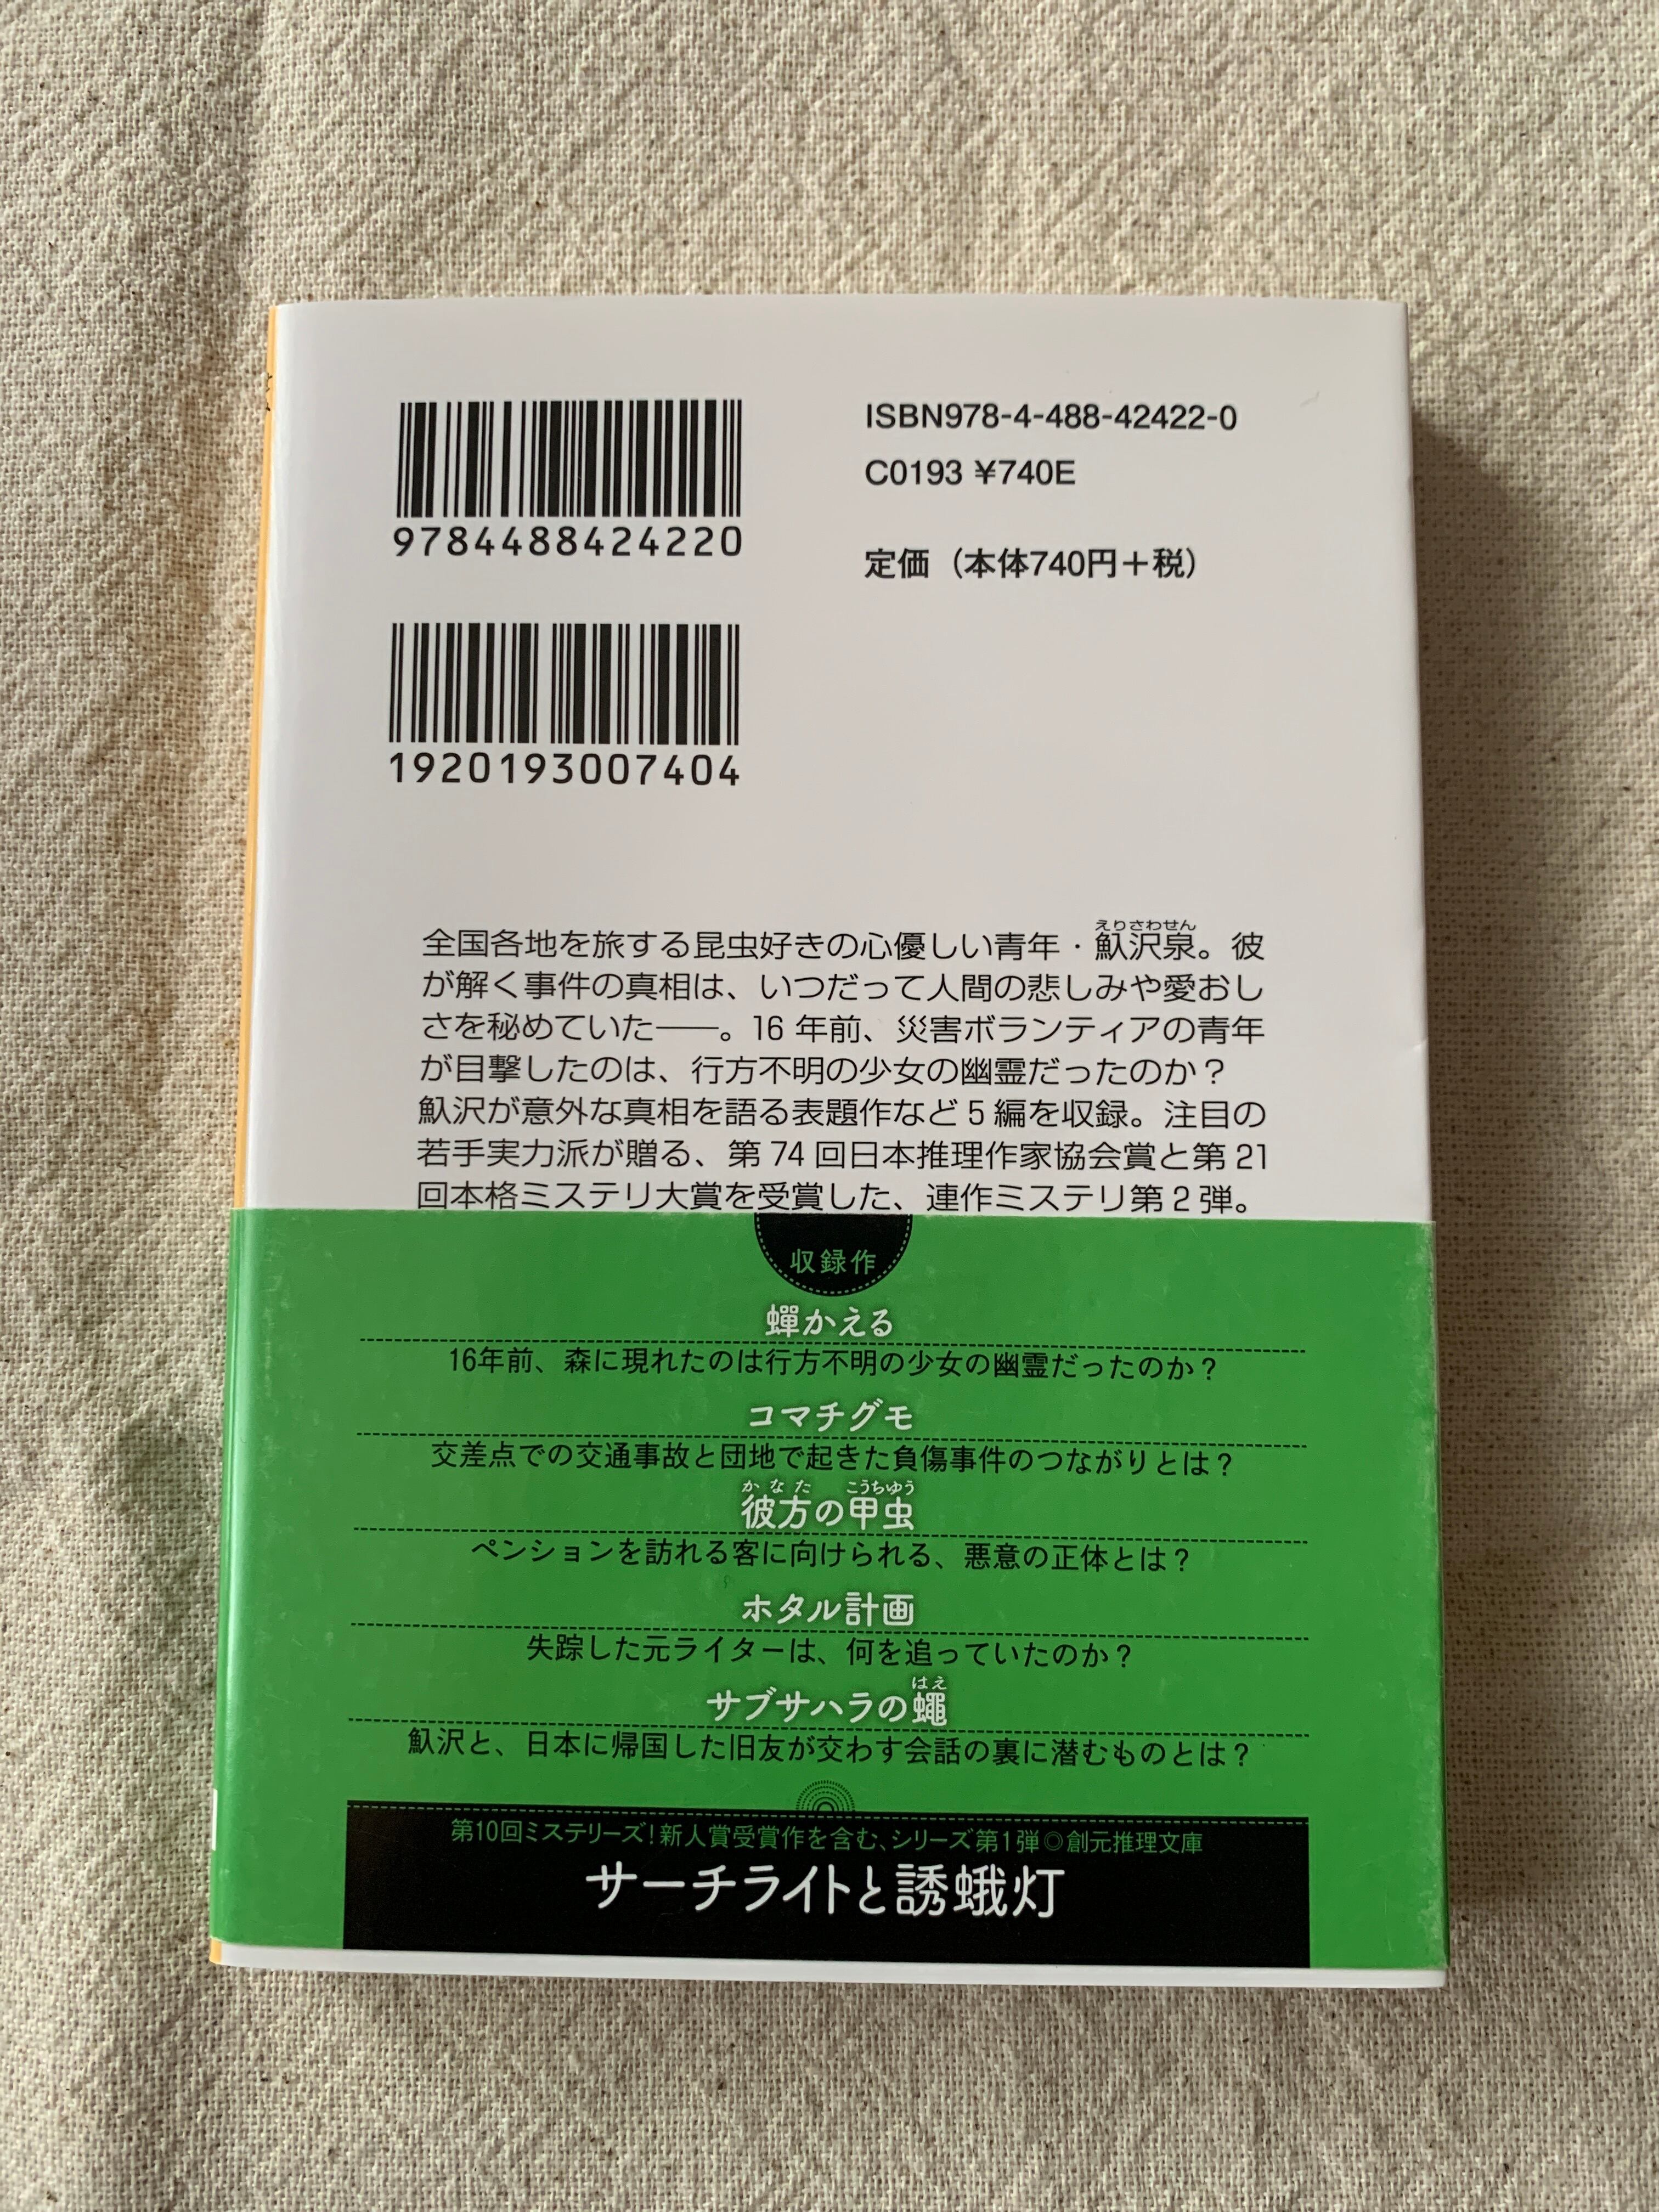 9784488424220
1920193007404
ISBN978-4-488-42422-0
C0193 ¥740E
定価（本体740円＋税）
全国各地を旅する昆虫好きの心優しい青年・魞沢泉。彼
えりさわせん
が解く事件の真相は、いつだって人間の悲しみや愛おし
さを秘めていた――。16年前、災害ボランティアの青年
が目撃したのは、行方不明の少女の幽霊だったのか？
魞沢が意外な真相を語る表題作など5編を収録。注目の
若手実力派が贈る、第74回日本推理作家協会賞と第21
回本格ミステリ大賞を受賞した、連作ミステリ第2弾。
収録作
蟬かえる
16年前、森に現れたのは行方不明の少女の幽霊だったのか？
コマチグモ
交差点での交通事故と団地で起きた負傷事件のつながりとは？
かなた こうちゆう
彼方の甲虫
ペンションを訪れる客に向けられる、悪意の正体とは？
ホタル計画
失踪した元ライターは、何を追っていたのか？
はえ
サブサハラの蠅
魞沢と、日本に帰国した旧友が交わす会話の裏に潜むものとは？
第10回ミステリーズ！新人賞受賞作を含む、シリーズ第1弾◎創元推理文庫
サーチライトと誘蛾灯